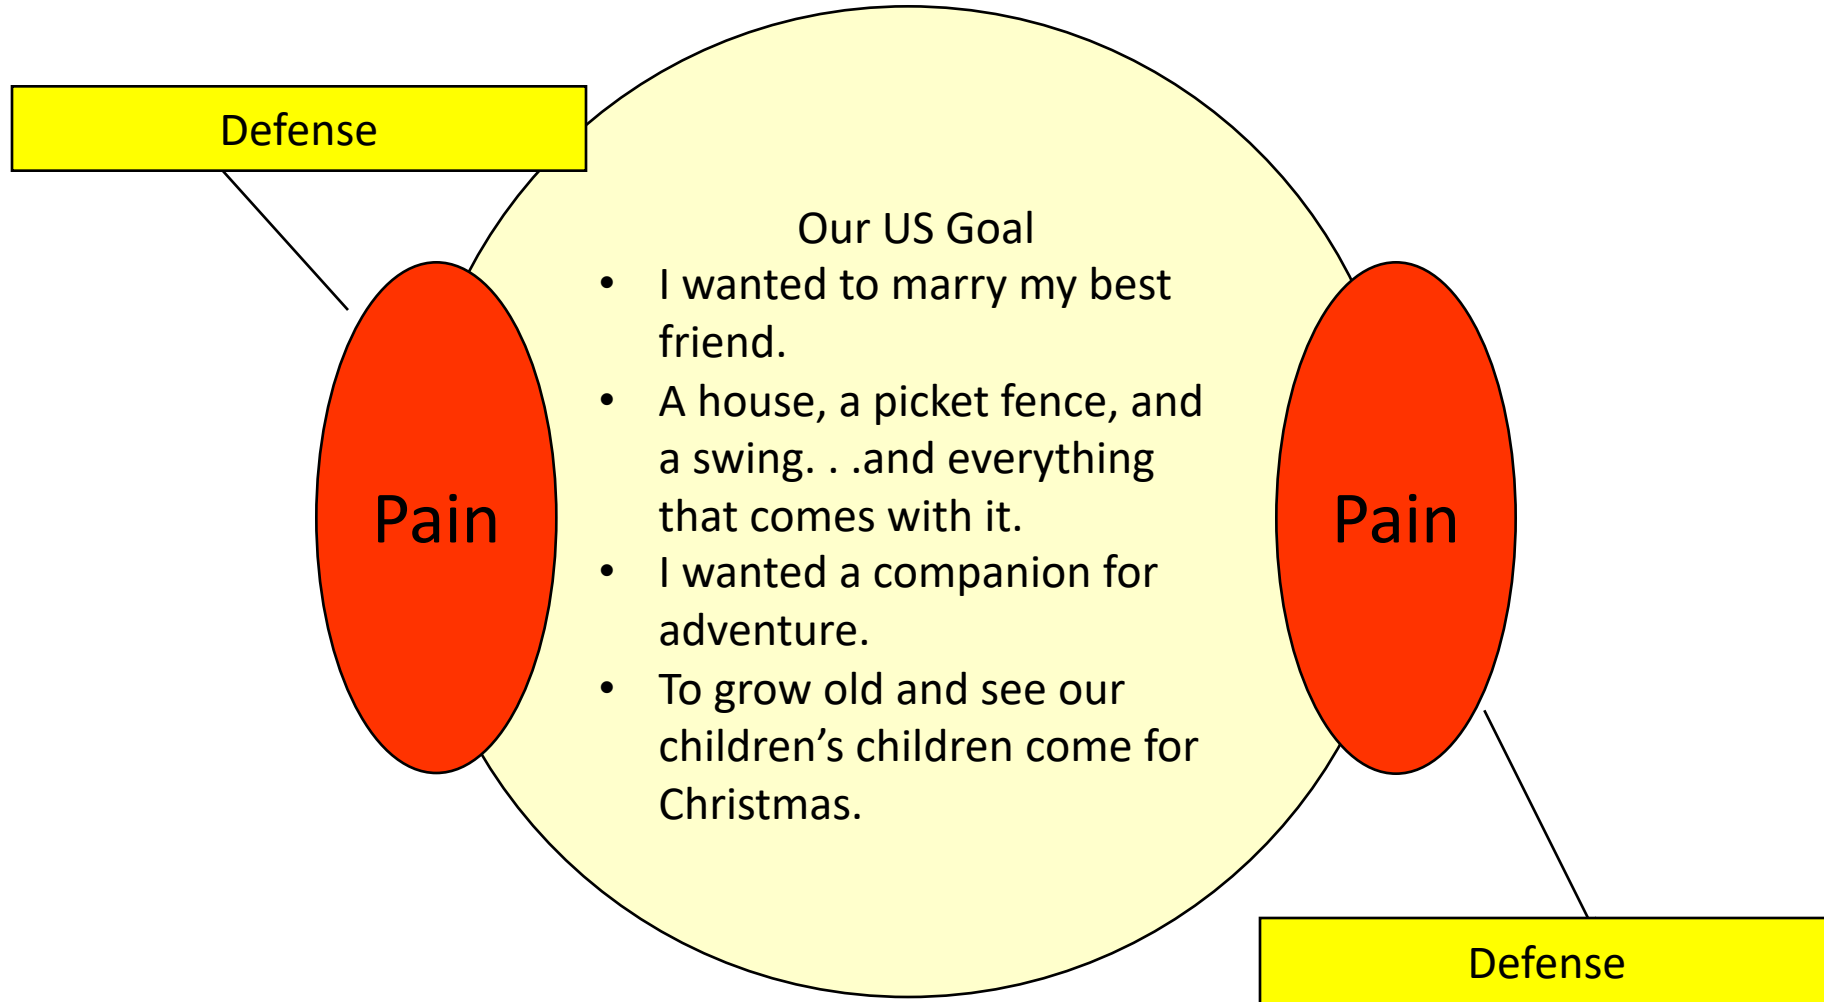 Defense
Our US Goal
• I wanted to marry my best
friend.
• A house, a picket fence, and
a swing. . .and everything
that comes with it.
• I wanted a companion for
adventure.
• To grow old and see our
children’s children come for
Christmas.
Pain
Pain
Defense